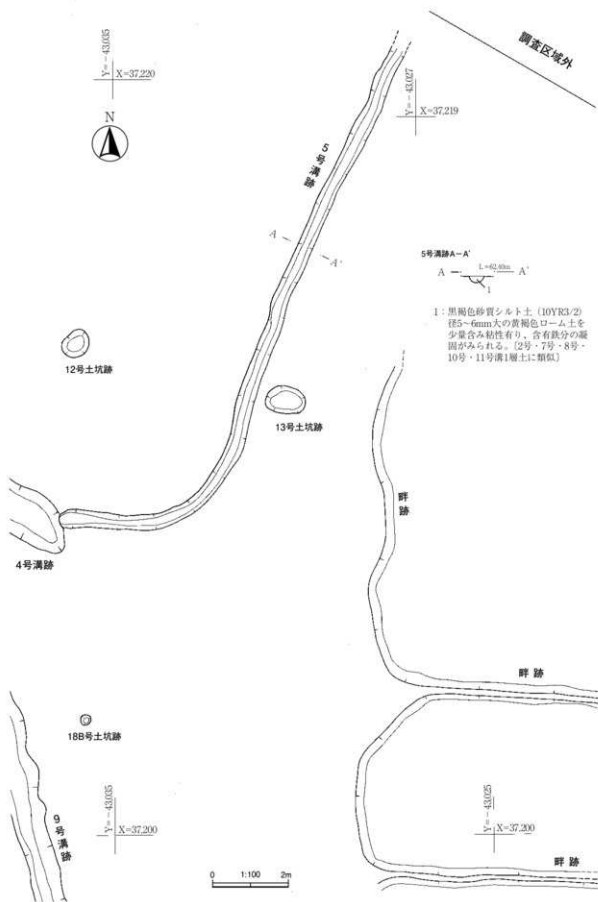 Y=−43,035
X=37,220
N
調査区域外
Y=−43,027
X=37,219
5号溝跡
A
A'
5号溝跡A−A'
A L=62.40m A'
1
1：黒褐色砂質シルト土（10YR3/2）
径5~6mm大の黄褐色ローム土を
少量含み粘性有り、含有鉄分の凝
固がみられる。〔2号・7号・8号・
10号・11号溝1層土に類似〕
12号土坑跡
13号土坑跡
畔跡
4号溝跡
畔跡
18B号土坑跡
9号溝跡
Y=−43,035
X=37,200
Y=−43,025
X=37,200
畔跡
0 1:100 2m